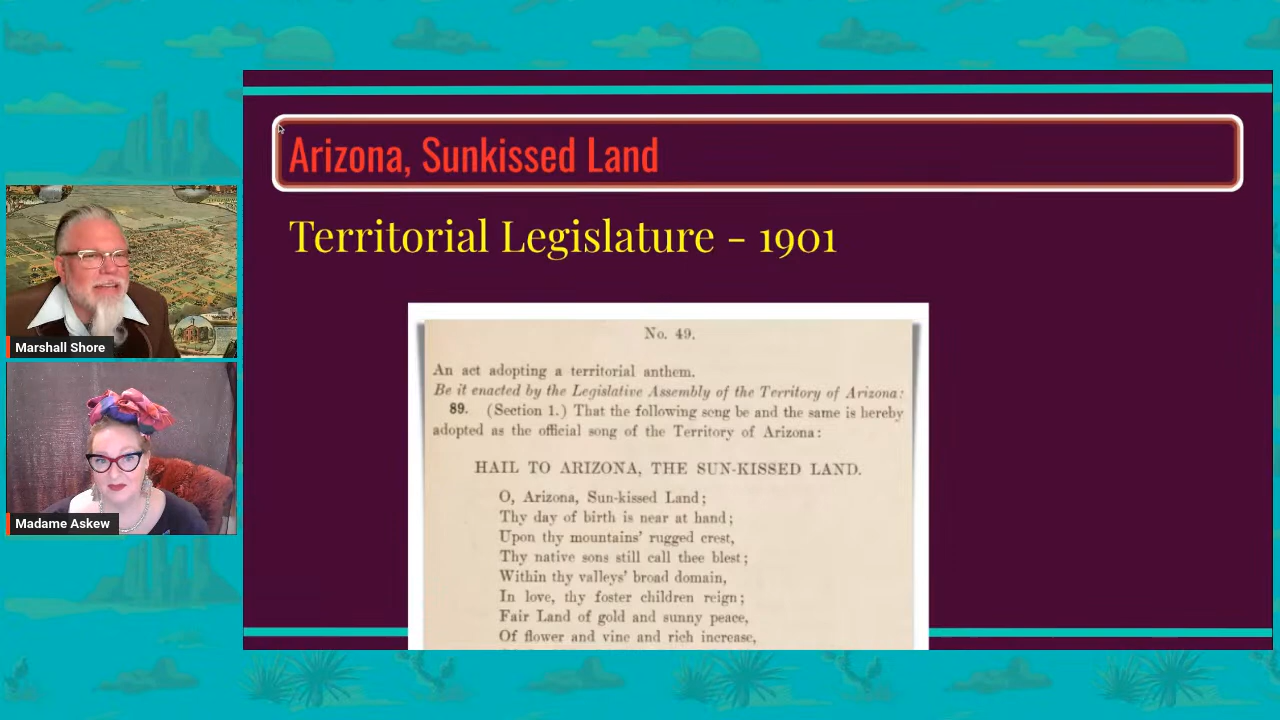 Arizona, Sunkissed Land
Territorial Legislature - 1901
Marshall Shore
Madame Askew
No. 49.
An act adopting a territorial anthem.
Be it enacted by the Legislative Assembly of the Territory of Arizona:
89. (Section 1.) That the following song be and the same is hereby
adopted as the official song of the Territory of Arizona:
HAIL TO ARIZONA, THE SUN-KISSED LAND.
O, Arizona, Sun-kissed Land;
Thy day of birth is near at hand;
Upon thy mountains' rugged crest,
Thy native sons still call thee blest;
Within thy valleys' broad domain,
In love, thy foster children reign;
Fair Land of gold and sunny peace,
Of flower and vine and rich increase,